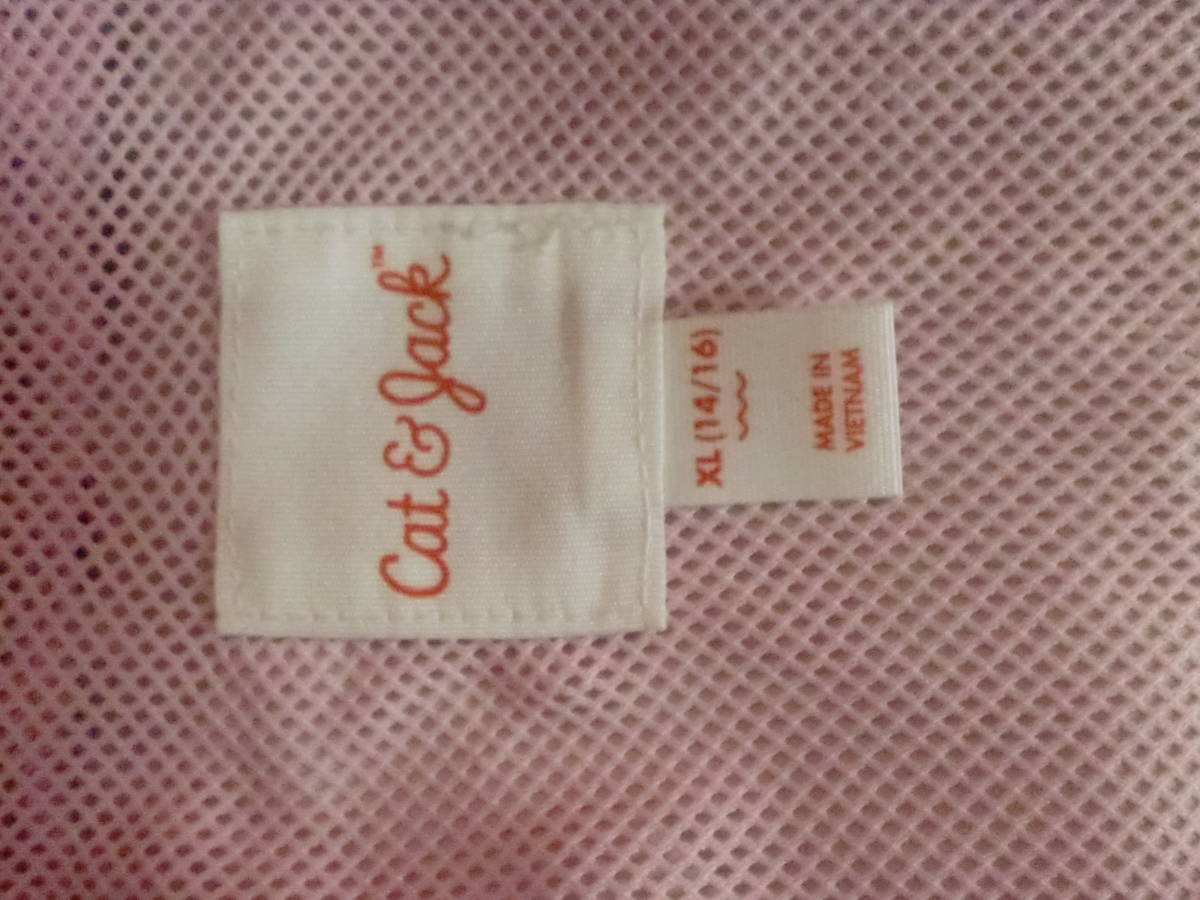 Cat & Jack™
XL (14/16)
MADE IN
VIETNAM